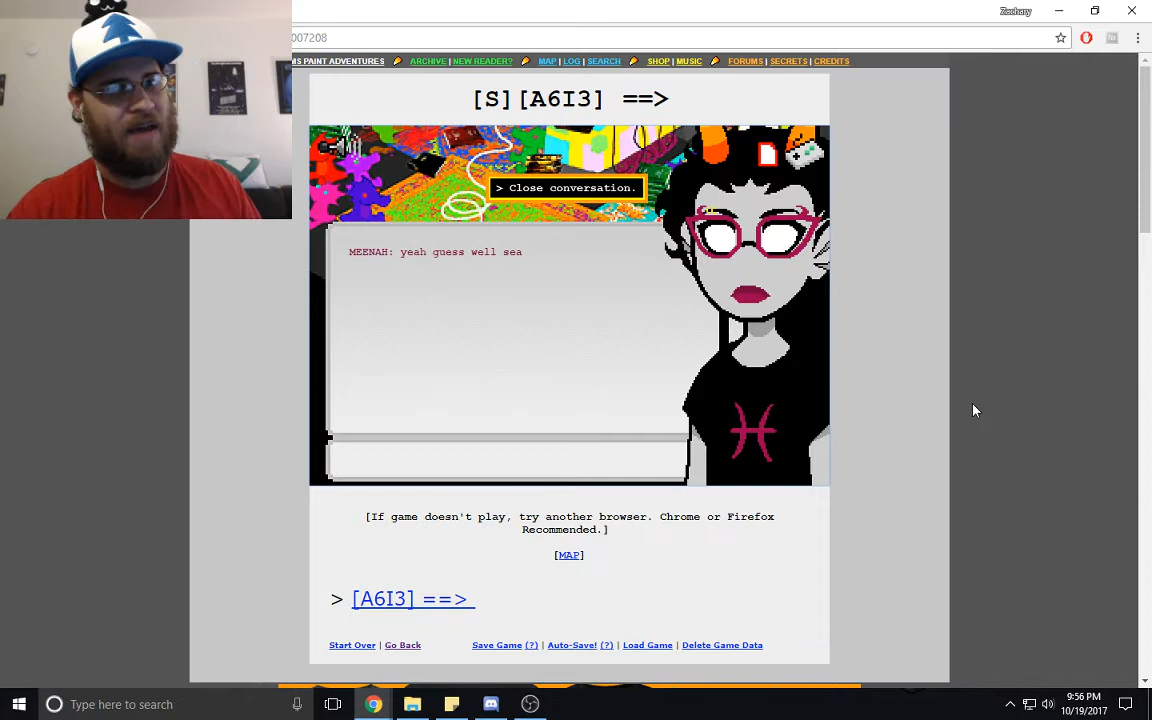 Zachary
007208
MS PAINT ADVENTURES ARCHIVE | NEW READER? MAP | LOG | SEARCH SHOP | MUSIC FORUMS | SECRETS | CREDITS
[S][A6I3] ==>
> Close conversation.
MEENAH: yeah guess well sea
[If game doesn't play, try another browser. Chrome or Firefox
Recommended.]
[MAP]
> [A6I3] ==>
Start Over | Go Back Save Game (?) | Auto-Save! (?) | Load Game | Delete Game Data
Type here to search
9:56 PM
10/19/2017